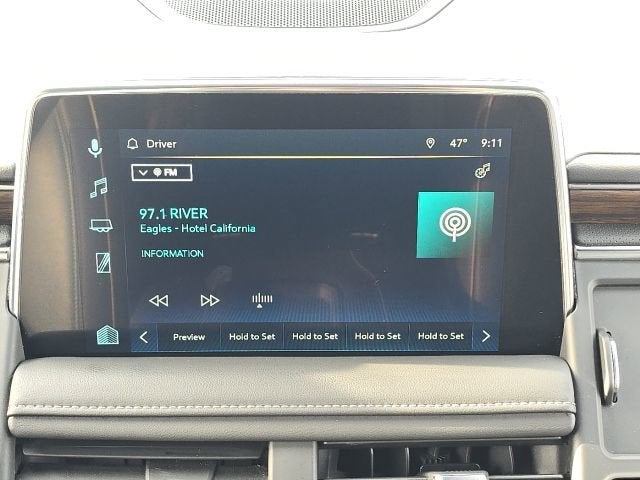 Driver 47° 9:11
FM
97.1 RIVER
Eagles - Hotel California
INFORMATION
Preview Hold to Set Hold to Set Hold to Set Hold to Set